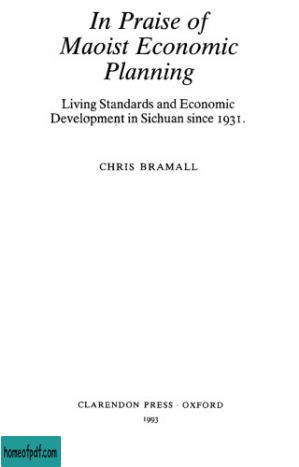 In Praise of
Maoist Economic
Planning
Living Standards and Economic
Development in Sichuan since 1931.
CHRIS BRAMALL
CLARENDON PRESS · OXFORD
1993
homeofpdf.com